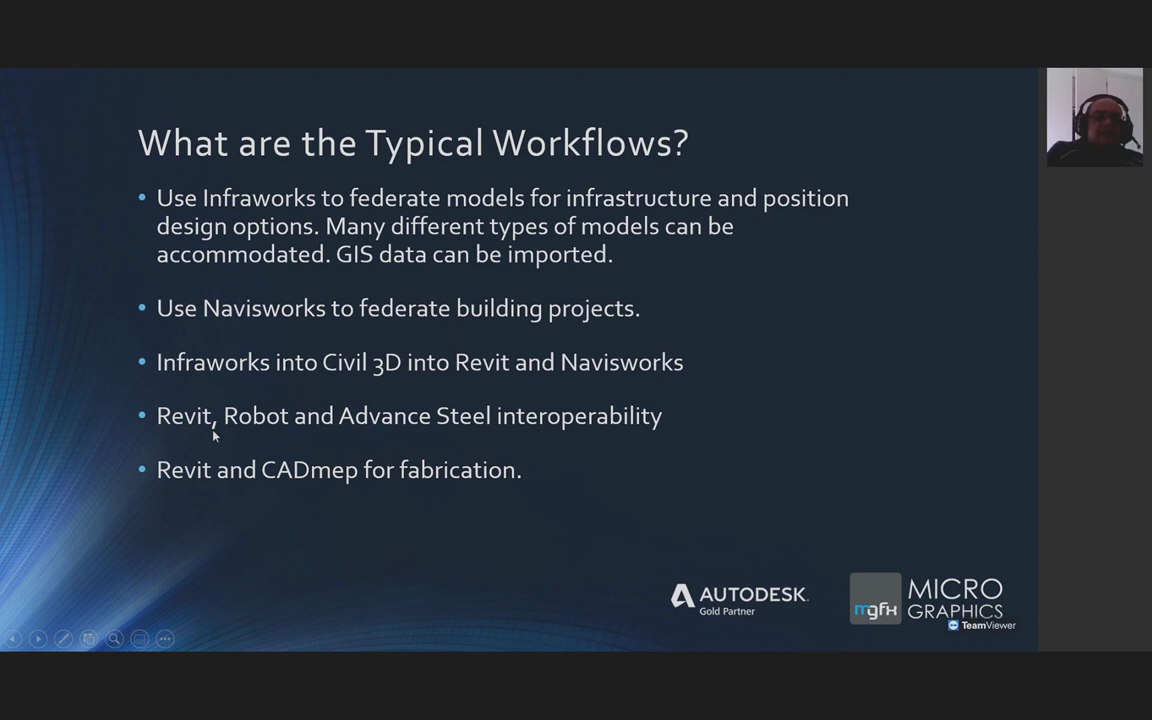 What are the Typical Workflows?
• Use Infraworks to federate models for infrastructure and position
design options. Many different types of models can be
accommodated. GIS data can be imported.
• Use Navisworks to federate building projects.
• Infraworks into Civil 3D into Revit and Navisworks
• Revit, Robot and Advance Steel interoperability
• Revit and CADmep for fabrication.
AUTODESK.
Gold Partner
mgfx
MICRO
GRAPHICS
TeamViewer